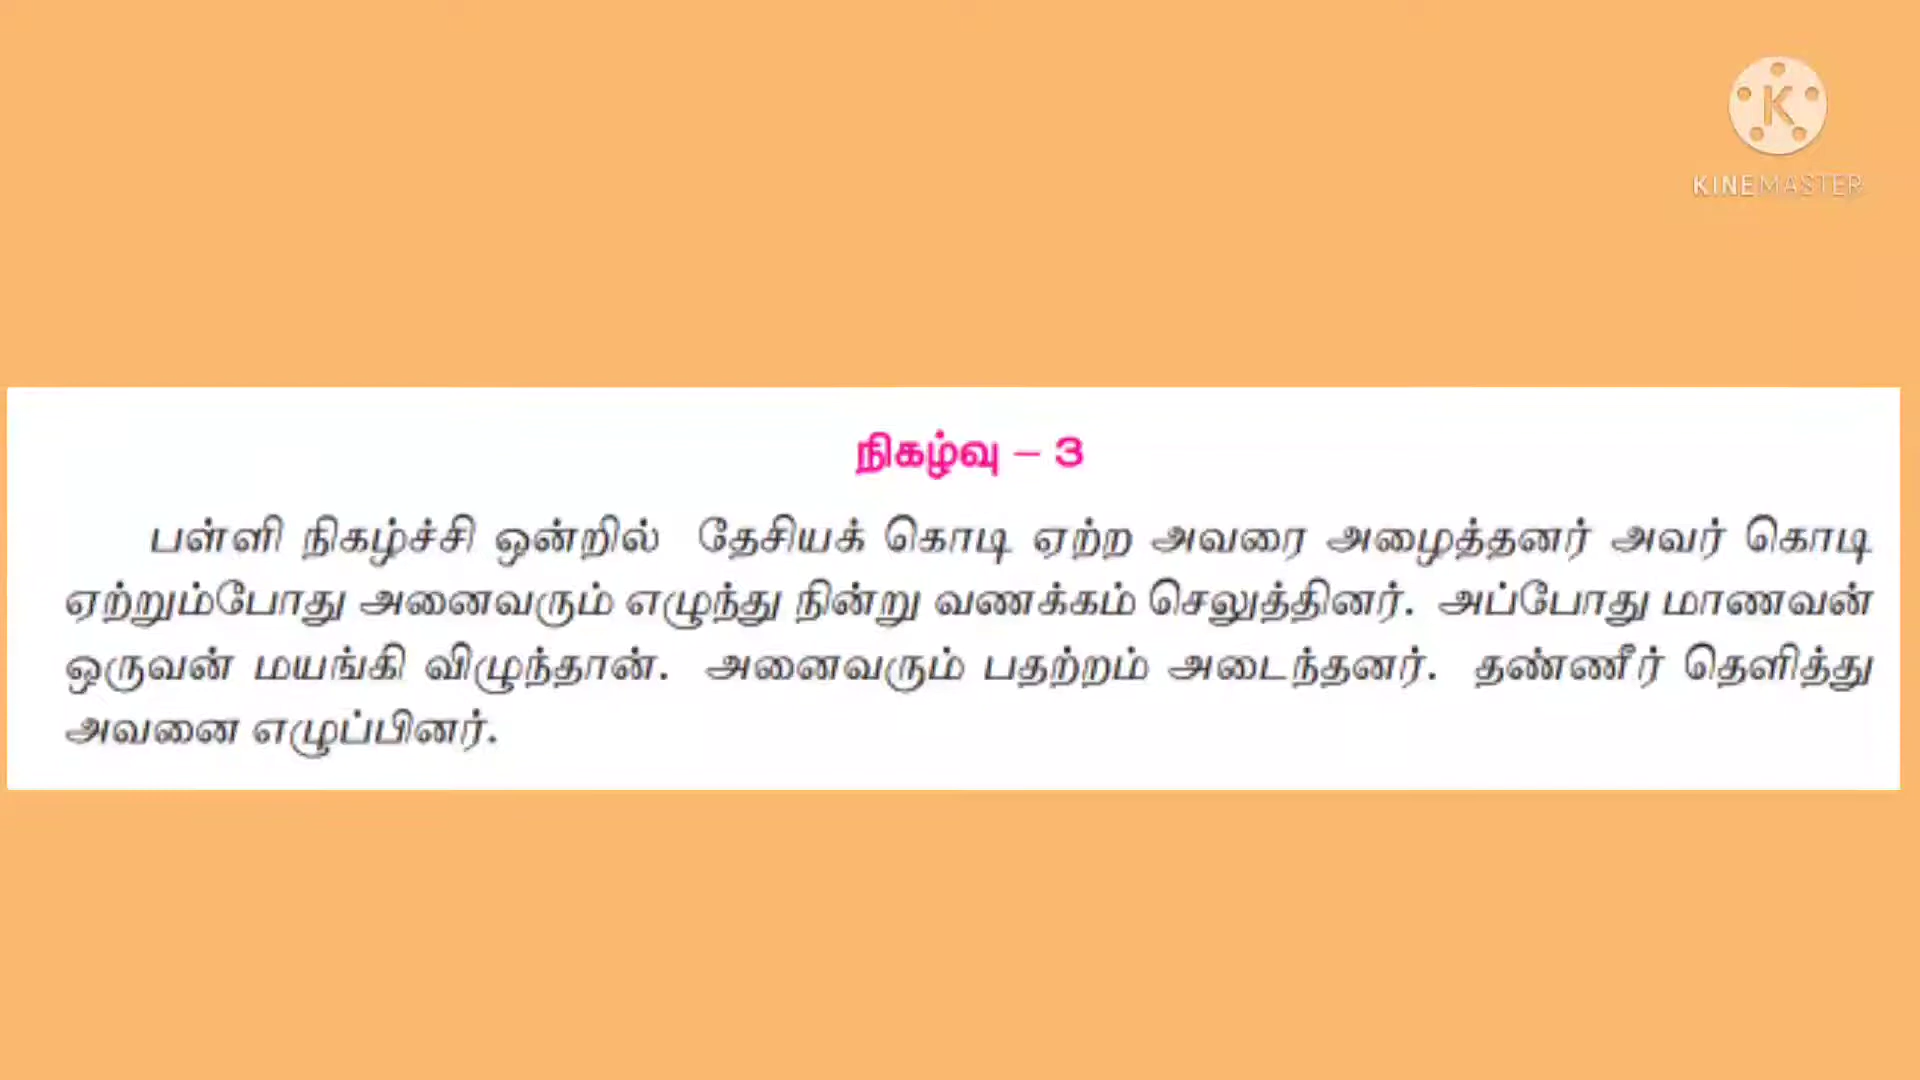 KINEMASTER
நிகழ்வு – 3
பள்ளி நிகழ்ச்சி ஒன்றில் தேசியக் கொடி ஏற்ற அவரை அழைத்தனர் அவர் கொடி
ஏற்றும்போது அனைவரும் எழுந்து நின்று வணக்கம் செலுத்தினர். அப்போது மாணவன்
ஒருவன் மயங்கி விழுந்தான். அனைவரும் பதற்றம் அடைந்தனர். தண்ணீர் தெளித்து
அவனை எழுப்பினர்.